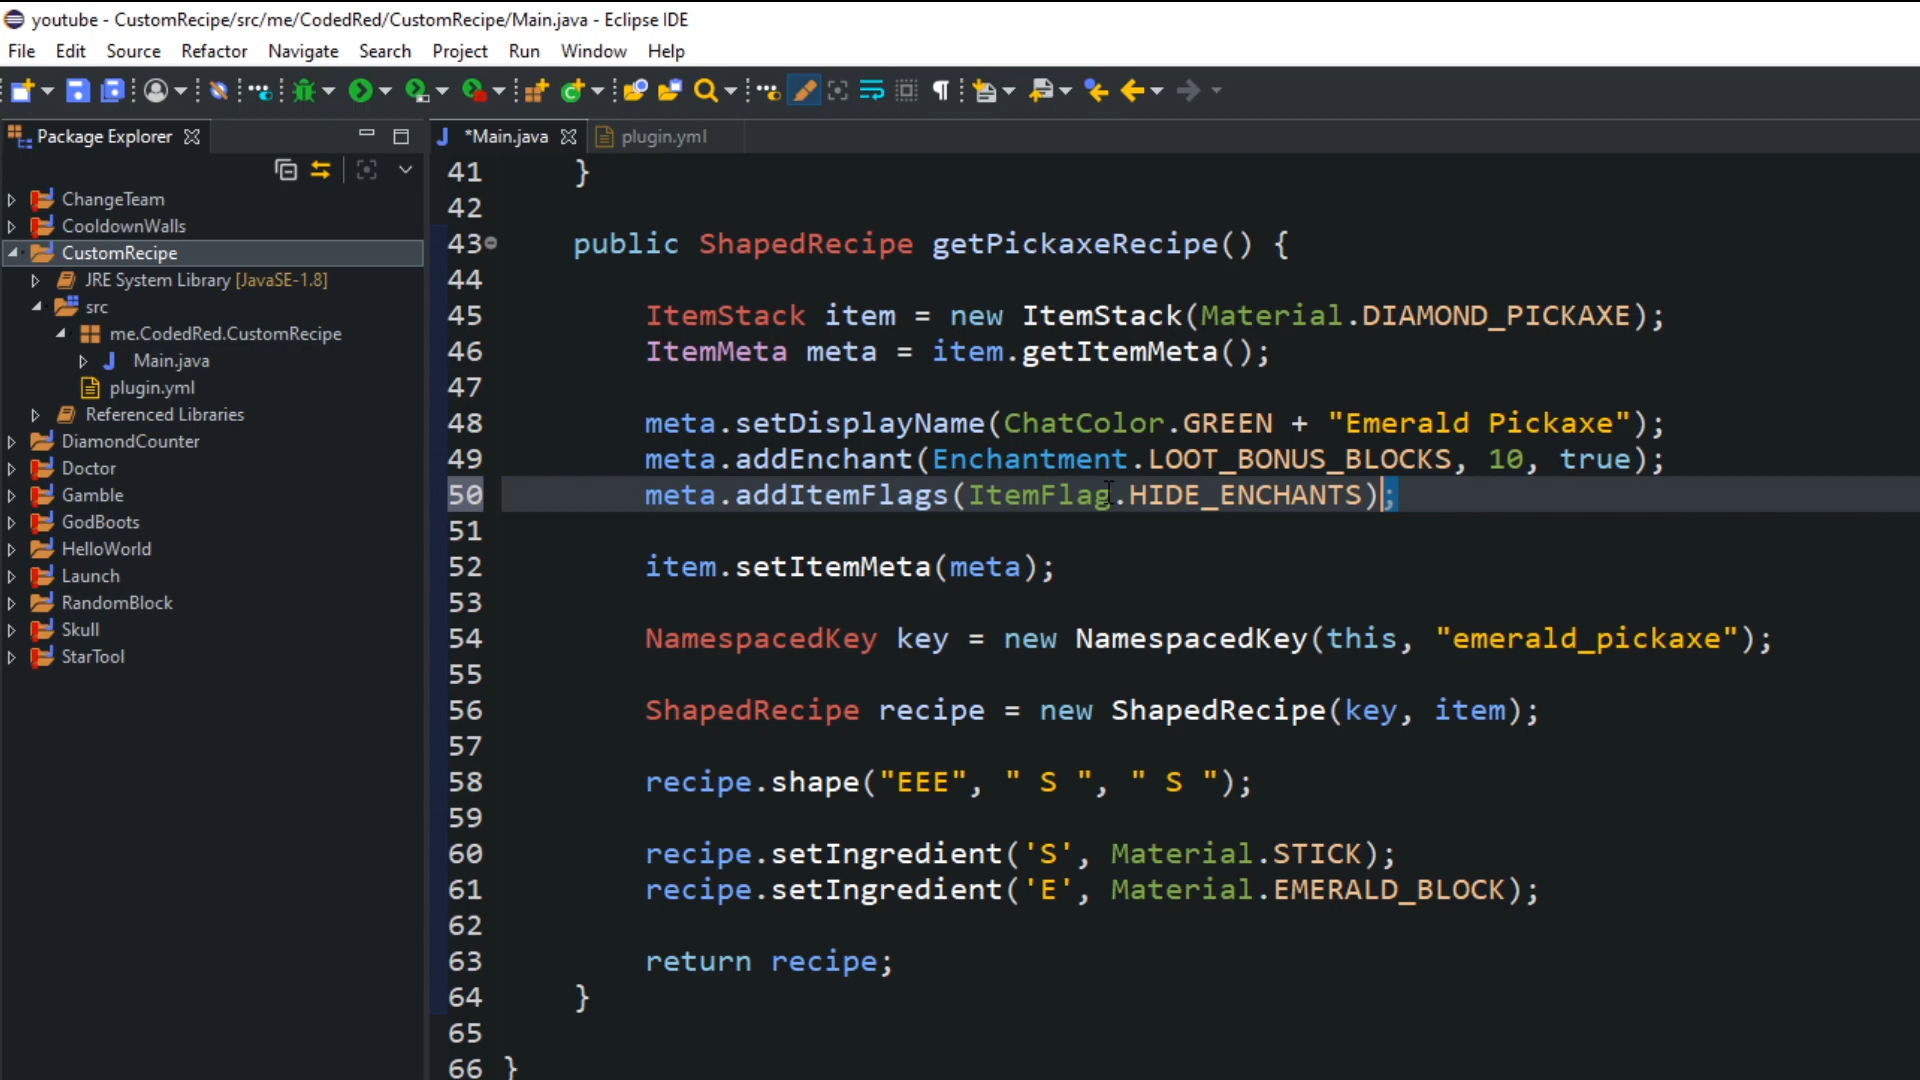 youtube - CustomRecipe/src/me/CodedRed/CustomRecipe/Main.java - Eclipse IDE
File Edit Source Refactor Navigate Search Project Run Window Help
Package Explorer
*Main.java plugin.yml
ChangeTeam
CooldownWalls
CustomRecipe
JRE System Library [JavaSE-1.8]
src
me.CodedRed.CustomRecipe
Main.java
plugin.yml
Referenced Libraries
DiamondCounter
Doctor
Gamble
GodBoots
HelloWorld
Launch
RandomBlock
Skull
StarTool
41 }
42
43 public ShapedRecipe getPickaxeRecipe() {
44
45 ItemStack item = new ItemStack(Material.DIAMOND_PICKAXE);
46 ItemMeta meta = item.getItemMeta();
47
48 meta.setDisplayName(ChatColor.GREEN + "Emerald Pickaxe");
49 meta.addEnchant(Enchantment.LOOT_BONUS_BLOCKS, 10, true);
50 meta.addItemFlags(ItemFlag.HIDE_ENCHANTS);
51
52 item.setItemMeta(meta);
53
54 NamespacedKey key = new NamespacedKey(this, "emerald_pickaxe");
55
56 ShapedRecipe recipe = new ShapedRecipe(key, item);
57
58 recipe.shape("EEE", " S ", " S ");
59
60 recipe.setIngredient('S', Material.STICK);
61 recipe.setIngredient('E', Material.EMERALD_BLOCK);
62
63 return recipe;
64 }
65
66 }